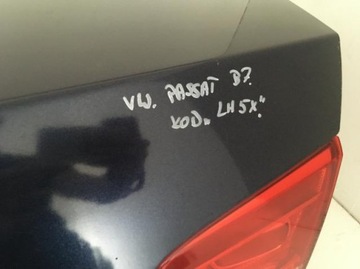 VW. PASSAT B7.
KOD„ LH5X".